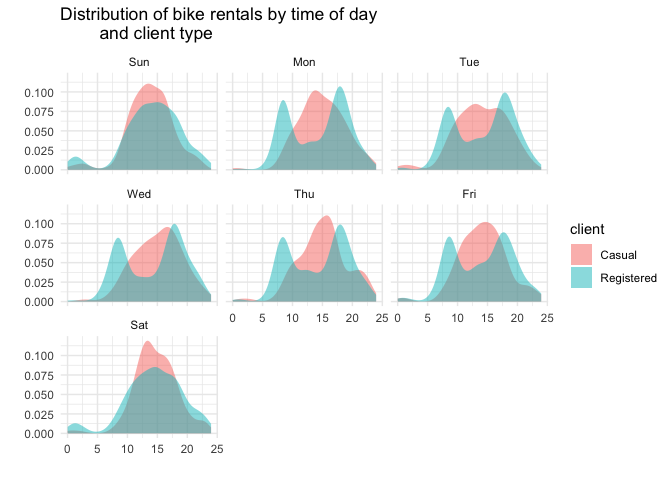 Distribution of bike rentals by time of day
and client type
Sun
Mon
Tue
0.100
0.075
0.050
0.025
0.000
Wed
Thu
Fri
0.100
0.075
0.050
0.025
0.000
0 5 10 15 20 25
0 5 10 15 20 25
client
Casual
Registered
Sat
0.100
0.075
0.050
0.025
0.000
0 5 10 15 20 25